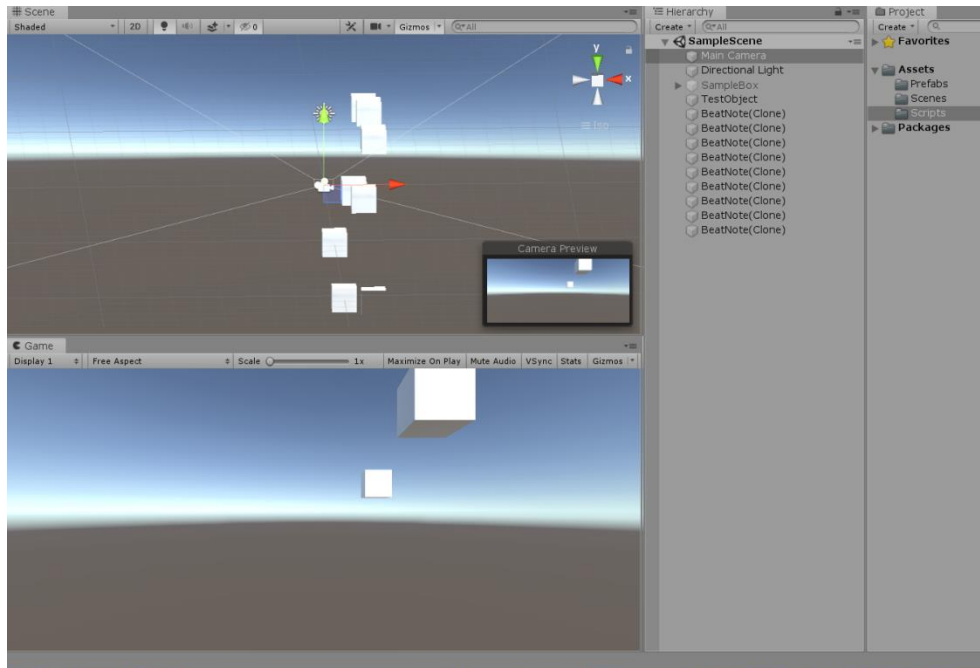 Scene
Shaded 2D 0 Gizmos All
y
x
Iso
Camera Preview
Game
Display 1 Free Aspect Scale 1x Maximize On Play Mute Audio VSync Stats Gizmos
Hierarchy
Create All
SampleScene
Main Camera
Directional Light
SampleBox
TestObject
BeatNote(Clone)
BeatNote(Clone)
BeatNote(Clone)
BeatNote(Clone)
BeatNote(Clone)
BeatNote(Clone)
BeatNote(Clone)
BeatNote(Clone)
BeatNote(Clone)
Project
Create
Favorites
Assets
Prefabs
Scenes
Scripts
Packages